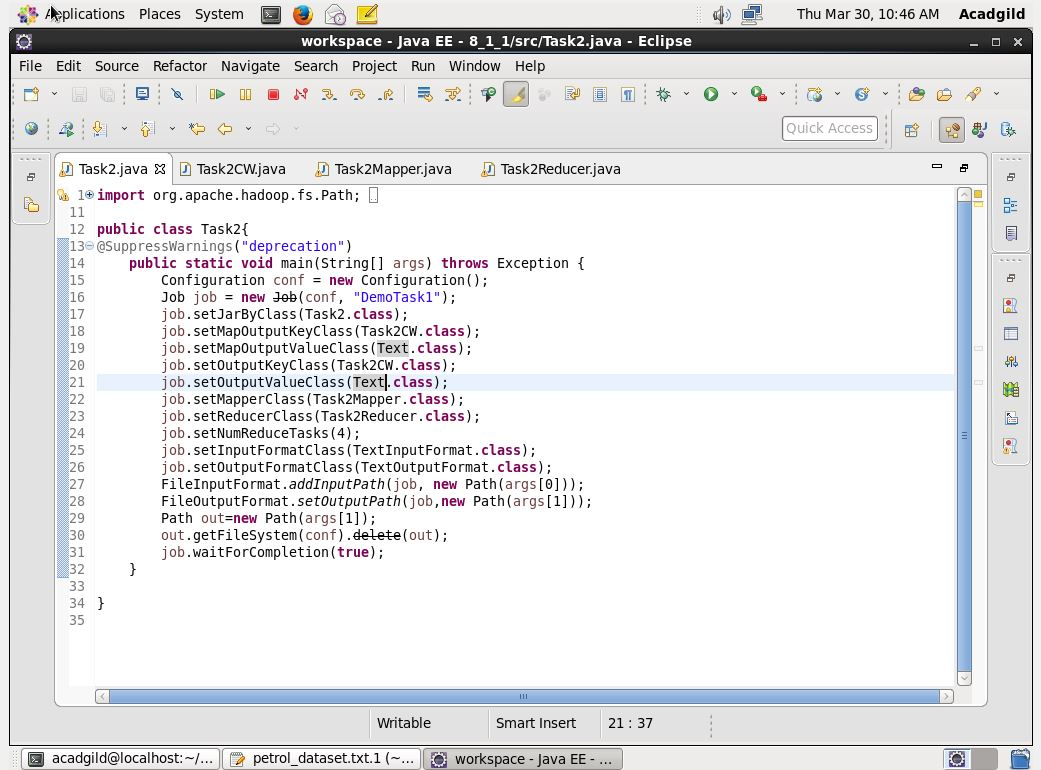 Applications Places System Thu Mar 30, 10:46 AM Acadgild
workspace - Java EE - 8_1_1/src/Task2.java - Eclipse
File Edit Source Refactor Navigate Search Project Run Window Help
Quick Access
Task2.java Task2CW.java Task2Mapper.java Task2Reducer.java
1 import org.apache.hadoop.fs.Path;
11
12 public class Task2{
13 @SuppressWarnings("deprecation")
14     public static void main(String[] args) throws Exception {
15         Configuration conf = new Configuration();
16         Job job = new Job(conf, "DemoTask1");
17         job.setJarByClass(Task2.class);
18         job.setMapOutputKeyClass(Task2CW.class);
19         job.setMapOutputValueClass(Text.class);
20         job.setOutputKeyClass(Task2CW.class);
21         job.setOutputValueClass(Text.class);
22         job.setMapperClass(Task2Mapper.class);
23         job.setReducerClass(Task2Reducer.class);
24         job.setNumReduceTasks(4);
25         job.setInputFormatClass(TextInputFormat.class);
26         job.setOutputFormatClass(TextOutputFormat.class);
27         FileInputFormat.addInputPath(job, new Path(args[0]));
28         FileOutputFormat.setOutputPath(job,new Path(args[1]));
29         Path out=new Path(args[1]);
30         out.getFileSystem(conf).delete(out);
31         job.waitForCompletion(true);
32     }
33
34 }
35
Writable Smart Insert 21 : 37
acadgild@localhost:~/... petrol_dataset.txt.1 (~... workspace - Java EE - ...